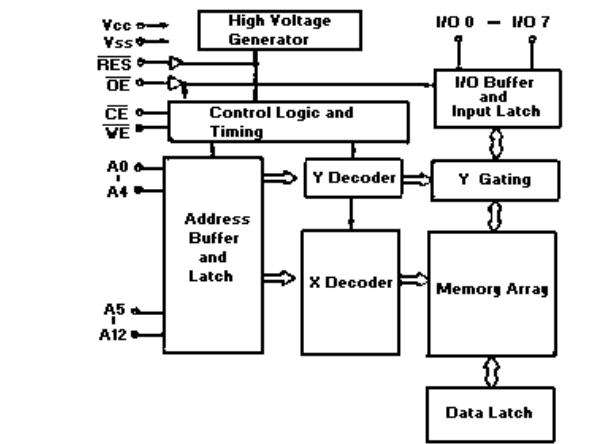 Vcc
Vss
RES
OE
CE
WE
A0
A4
A5
A12
High Voltage
Generator
I/O 0 – I/O 7
I/O Buffer
and
Input Latch
Control Logic and
Timing
Y Decoder
Y Gating
Address
Buffer
and
Latch
X Decoder
Memory Array
Data Latch